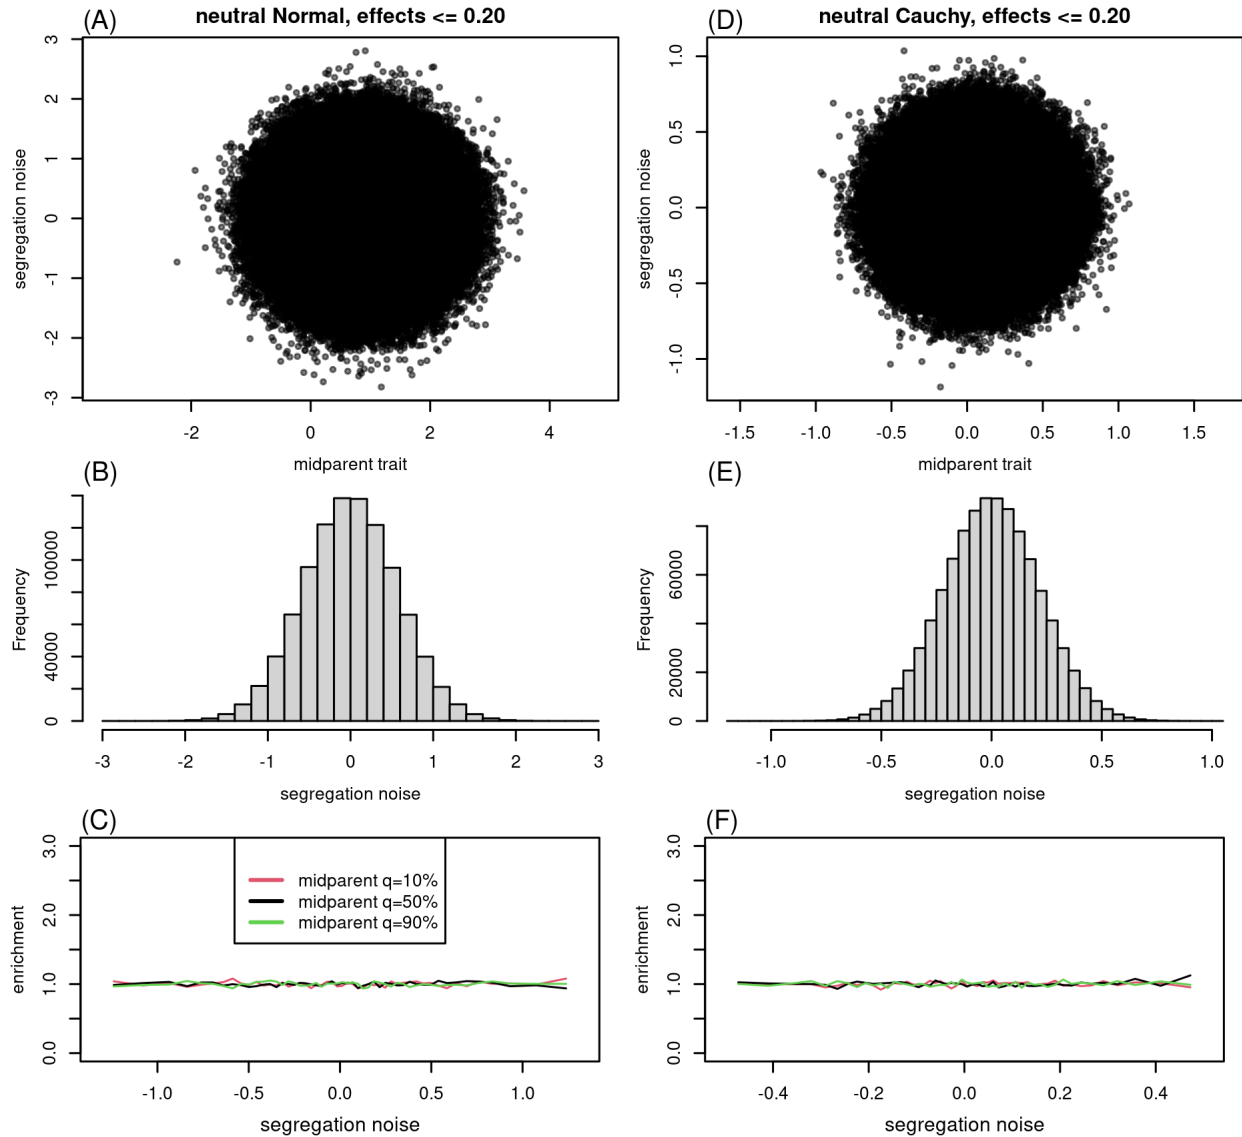 (A)
neutral Normal, effects <= 0.20
3
2
1
0
-1
-2
-3
segregation noise
-2 0 2 4
midparent trait
(D)
neutral Cauchy, effects <= 0.20
1.0
0.5
0.0
-0.5
-1.0
segregation noise
-1.5 -1.0 -0.5 0.0 0.5 1.0 1.5
midparent trait
(B)
100000
40000
0
Frequency
-3 -2 -1 0 1 2 3
segregation noise
(E)
60000
20000
0
Frequency
-1.0 -0.5 0.0 0.5 1.0
segregation noise
(C)
3.0
2.0
1.0
0.0
enrichment
midparent q=10%
midparent q=50%
midparent q=90%
-1.0 -0.5 0.0 0.5 1.0
segregation noise
(F)
3.0
2.0
1.0
0.0
enrichment
-0.4 -0.2 0.0 0.2 0.4
segregation noise